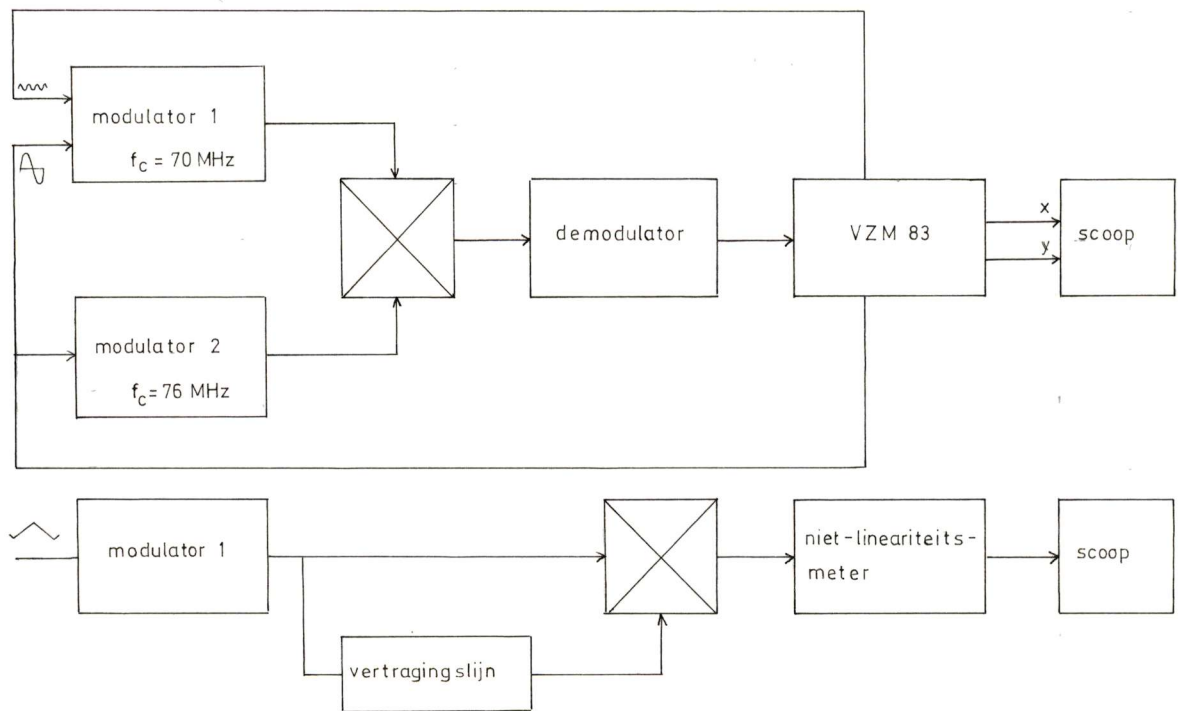 modulator 1
f_c = 70 MHz
modulator 2
f_c = 76 MHz
demodulator
VZM 83
x
y
scoop
modulator 1
vertragingslijn
niet-lineariteits-
meter
scoop